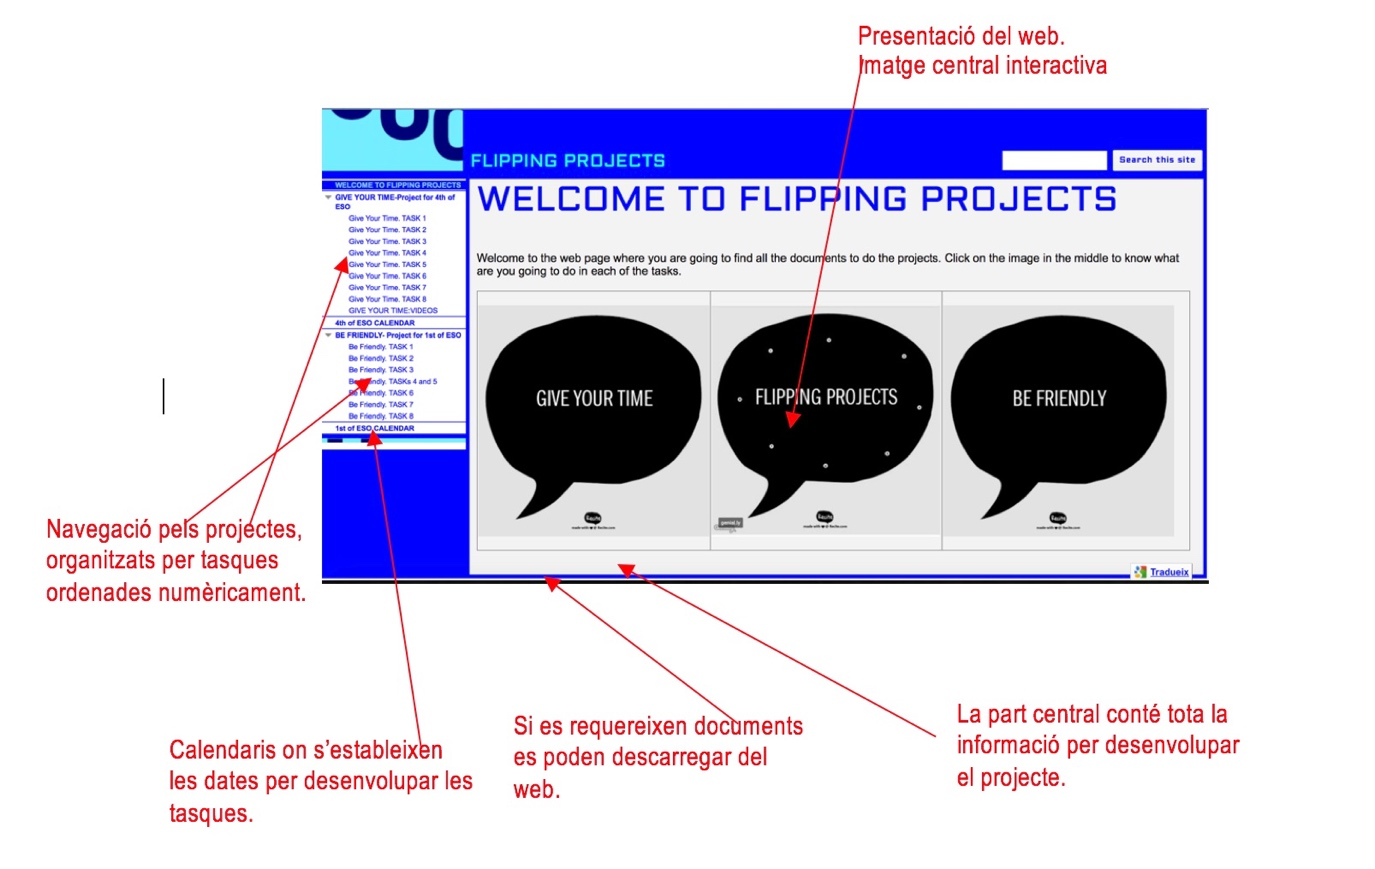 Presentació del web.
Imatge central interactiva
FLIPPING PROJECTS
Search this site
WELCOME TO FLIPPING PROJECTS
GIVE YOUR TIME-Project for 4th of
ESO
Give Your Time. TASK 1
Give Your Time. TASK 2
Give Your Time. TASK 3
Give Your Time. TASK 4
Give Your Time. TASK 5
Give Your Time. TASK 6
Give Your Time. TASK 7
Give Your Time. TASK 8
GIVE YOUR TIME:VIDEOS
4th of ESO CALENDAR
BE FRIENDLY- Project for 1st of ESO
Be Friendly. TASK 1
Be Friendly. TASK 2
Be Friendly. TASK 3
Be Friendly. TASKs 4 and 5
Be Friendly. TASK 6
Be Friendly. TASK 7
Be Friendly. TASK 8
1st of ESO CALENDAR
WELCOME TO FLIPPING PROJECTS
Welcome to the web page where you are going to find all the documents to do the projects. Click on the image in the middle to know what
are you going to do in each of the tasks.
GIVE YOUR TIME
FLIPPING PROJECTS
BE FRIENDLY
genial.ly
Tradueix
Navegació pels projectes,
organitzats per tasques
ordenades numèricament.
Calendaris on s’estableixen
les dates per desenvolupar les
tasques.
Si es requereixen documents
es poden descarregar del
web.
La part central conté tota la
informació per desenvolupar
el projecte.